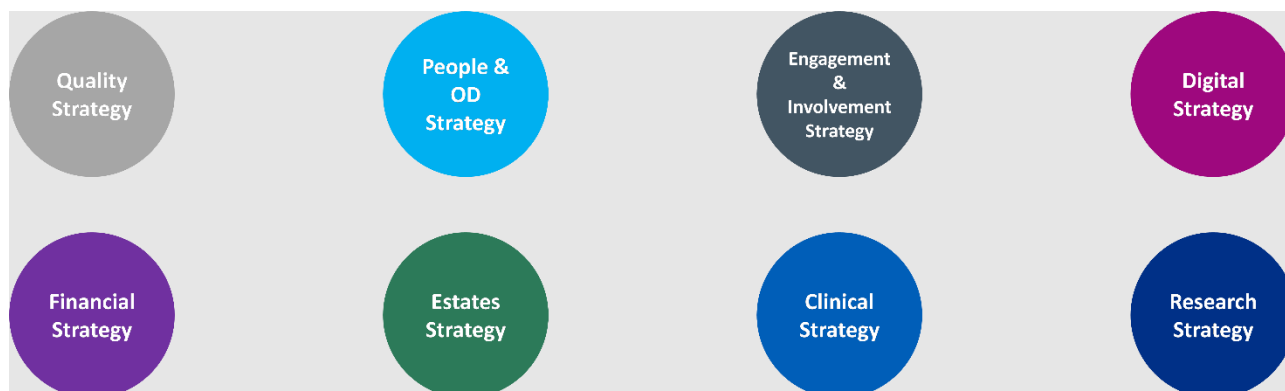 Quality
Strategy
People &
OD
Strategy
Engagement
&
Involvement
Strategy
Digital
Strategy
Financial
Strategy
Estates
Strategy
Clinical
Strategy
Research
Strategy